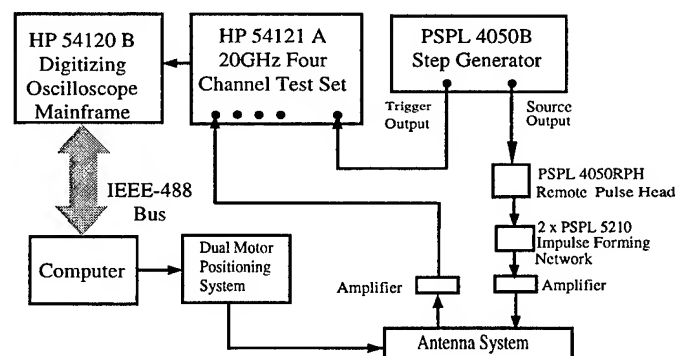 HP 54120 B
Digitizing
Oscilloscope
Mainframe
HP 54121 A
20GHz Four
Channel Test Set
PSPL 4050B
Step Generator
Trigger
Output
Source
Output
PSPL 4050RPH
Remote Pulse Head
IEEE-488
Bus
2 x PSPL 5210
Impulse Forming
Network
Computer
Dual Motor
Positioning
System
Amplifier
Amplifier
Antenna System